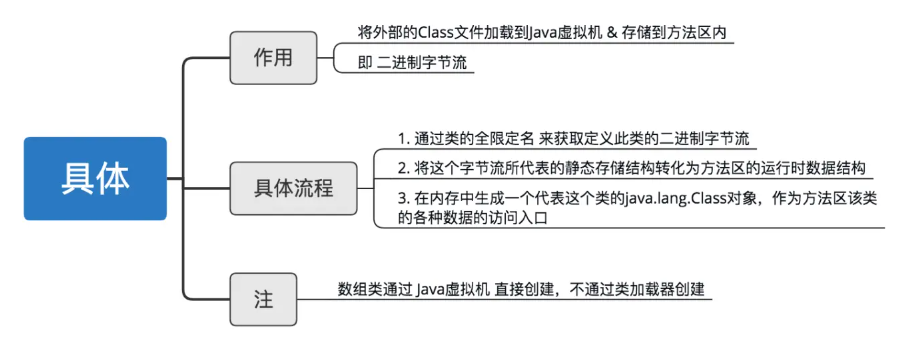 具体
作用
将外部的Class文件加载到Java虚拟机 & 存储到方法区内
即 二进制字节流
具体流程
1. 通过类的全限定名 来获取定义此类的二进制字节流
2. 将这个字节流所代表的静态存储结构转化为方法区的运行时数据结构
3. 在内存中生成一个代表这个类的java.lang.Class对象，作为方法区该类
的各种数据的访问入口
注
数组类通过 Java虚拟机 直接创建，不通过类加载器创建